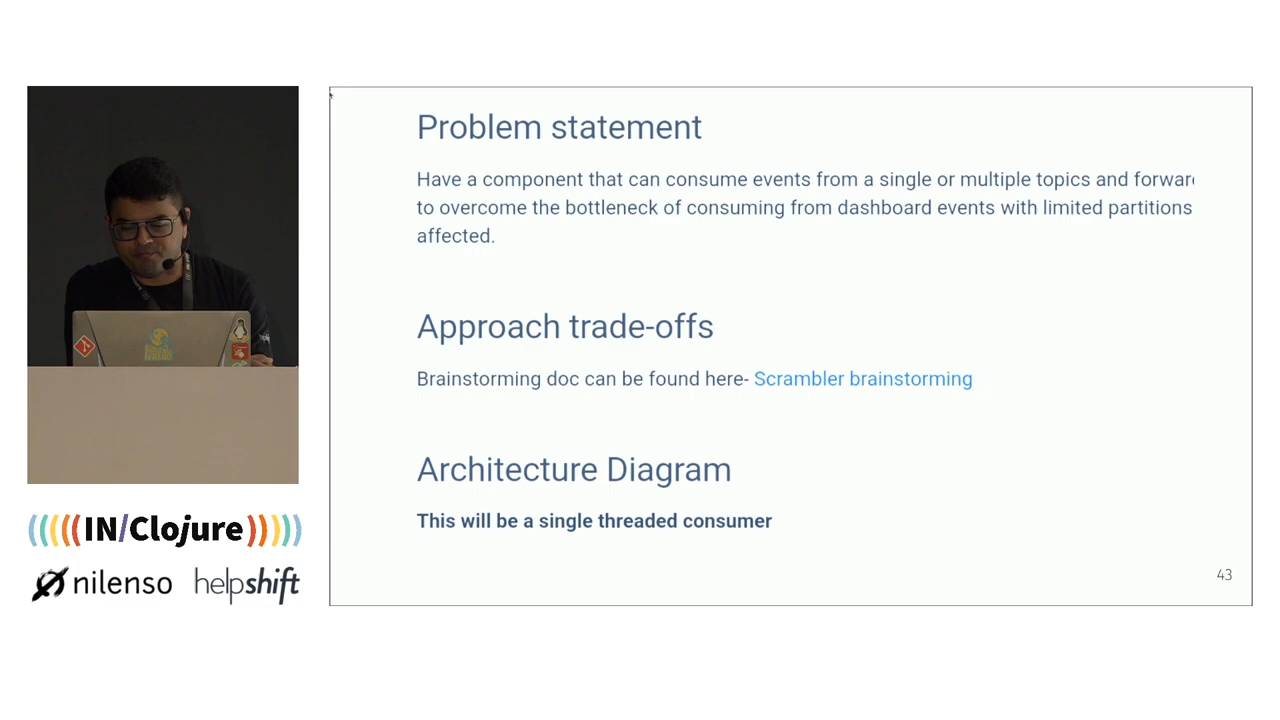 Problem statement
Have a component that can consume events from a single or multiple topics and forward
to overcome the bottleneck of consuming from dashboard events with limited partitions
affected.
Approach trade-offs
Brainstorming doc can be found here- Scrambler brainstorming
Architecture Diagram
This will be a single threaded consumer
43
(((((IN/Clojure)))))
nilenso helpshift